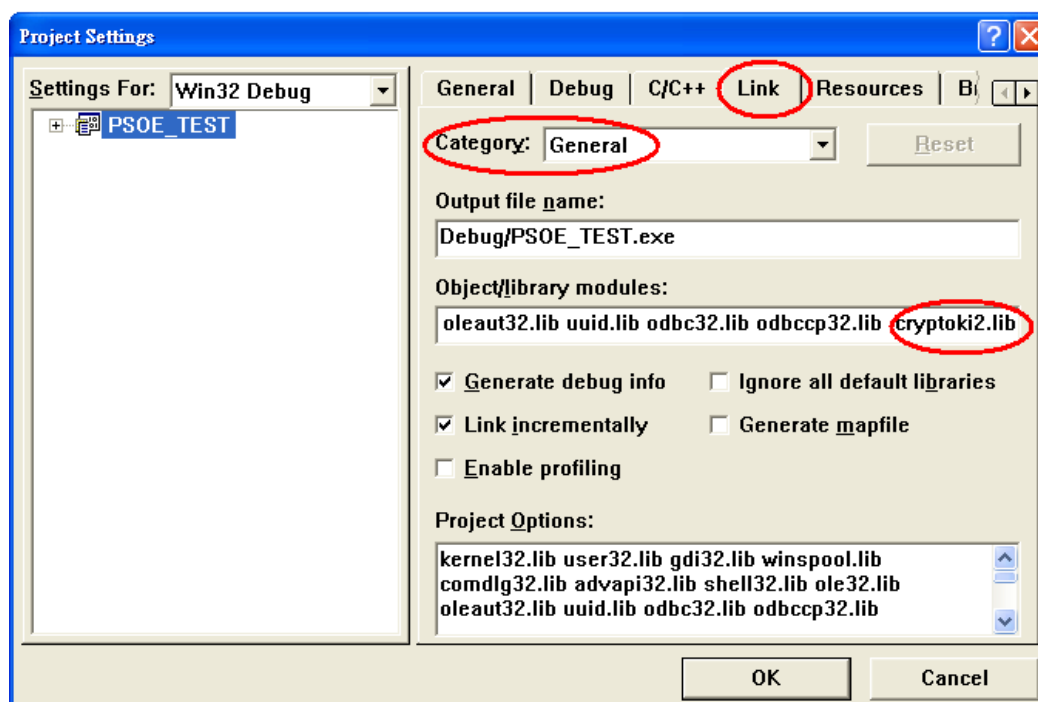 Project Settings
Settings For: Win32 Debug
PSOE_TEST
General Debug C/C++ Link Resources
Category: General
Reset
Output file name:
Debug/PSOE_TEST.exe
Object/library modules:
oleaut32.lib uuid.lib odbc32.lib odbccp32.lib cryptoki2.lib
Generate debug info
Ignore all default libraries
Link incrementally
Generate mapfile
Enable profiling
Project Options:
kernel32.lib user32.lib gdi32.lib winspool.lib
comdlg32.lib advapi32.lib shell32.lib ole32.lib
oleaut32.lib uuid.lib odbc32.lib odbccp32.lib
OK
Cancel